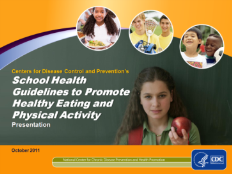 Centers for Disease Control and Prevention's
School Health
Guidelines to Promote
Healthy Eating and
Physical Activity
Presentation
October 2011
National Center for Chronic Disease Prevention and Health Promotion
CDC